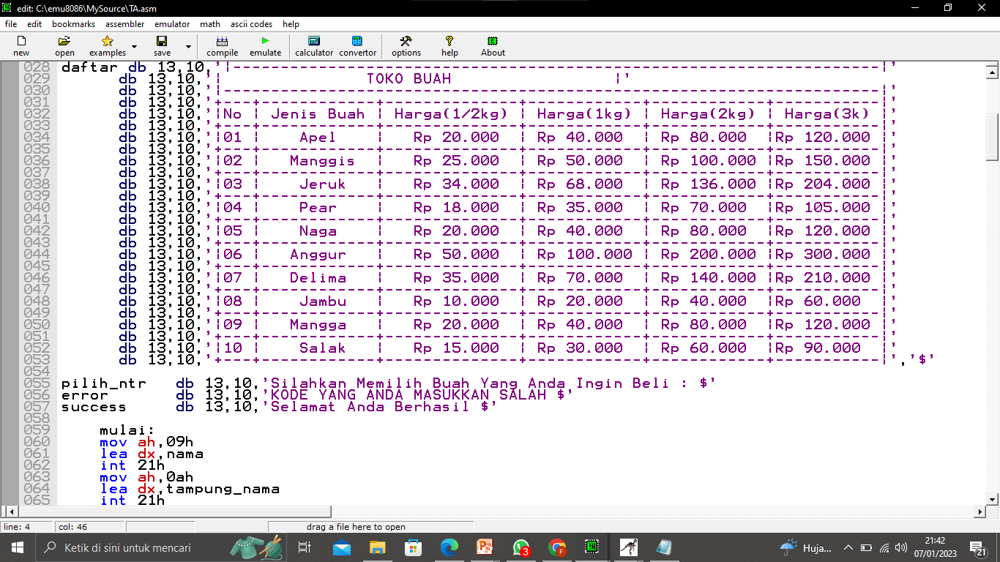 edit: C:\emu8086\MySource\TA.asm
file edit bookmarks assembler emulator math ascii codes help
new open examples save compile emulate calculator convertor options help About
028 daftar db 13,10,'|---------------------------------------------------------------------|'
029 db 13,10,'| TOKO BUAH |'
030 db 13,10,'|---------------------------------------------------------------------|'
031 db 13,10,'+---+------------+--------------+------------+------------+-----------|'
032 db 13,10,'|No | Jenis Buah | Harga(1/2kg) | Harga(1kg) | Harga(2kg) | Harga(3k) |'
033 db 13,10,'+---+------------+--------------+------------+------------+-----------|'
034 db 13,10,'|01 | Apel | Rp 20.000 | Rp 40.000 | Rp 80.000 |Rp 120.000 |'
035 db 13,10,'+---+------------+--------------+------------+------------+-----------|'
036 db 13,10,'|02 | Manggis | Rp 25.000 | Rp 50.000 | Rp 100.000 |Rp 150.000 |'
037 db 13,10,'+---+------------+--------------+------------+------------+-----------|'
038 db 13,10,'|03 | Jeruk | Rp 34.000 | Rp 68.000 | Rp 136.000 |Rp 204.000 |'
039 db 13,10,'+---+------------+--------------+------------+------------+-----------|'
040 db 13,10,'|04 | Pear | Rp 18.000 | Rp 35.000 | Rp 70.000 |Rp 105.000 |'
041 db 13,10,'+---+------------+--------------+------------+------------+-----------|'
042 db 13,10,'|05 | Naga | Rp 20.000 | Rp 40.000 | Rp 80.000 |Rp 120.000 |'
043 db 13,10,'+---+------------+--------------+------------+------------+-----------|'
044 db 13,10,'|06 | Anggur | Rp 50.000 | Rp 100.000 | Rp 200.000 |Rp 300.000 |'
045 db 13,10,'+---+------------+--------------+------------+------------+-----------|'
046 db 13,10,'|07 | Delima | Rp 35.000 | Rp 70.000 | Rp 140.000 |Rp 210.000 |'
047 db 13,10,'+---+------------+--------------+------------+------------+-----------|'
048 db 13,10,'|08 | Jambu | Rp 10.000 | Rp 20.000 | Rp 40.000 |Rp 60.000 |'
049 db 13,10,'+---+------------+--------------+------------+------------+-----------|'
050 db 13,10,'|09 | Mangga | Rp 20.000 | Rp 40.000 | Rp 80.000 |Rp 120.000 |'
051 db 13,10,'+---+------------+--------------+------------+------------+-----------|'
052 db 13,10,'|10 | Salak | Rp 15.000 | Rp 30.000 | Rp 60.000 |Rp 90.000 |'
053 db 13,10,'+---+------------+--------------+------------+------------+-----------|','$'
054
055 pilih_ntr db 13,10,'Silahkan Memilih Buah Yang Anda Ingin Beli : $'
056 error db 13,10,'KODE YANG ANDA MASUKKAN SALAH $'
057 success db 13,10,'Selamat Anda Berhasil $'
058
059 mulai:
060 mov ah,09h
061 lea dx,nama
062 int 21h
063 mov ah,0ah
064 lea dx,tampung_nama
065 int 21h
line: 4 col: 46 drag a file here to open
Ketik di sini untuk mencari
3
Huja...
21:42
07/01/2023
21